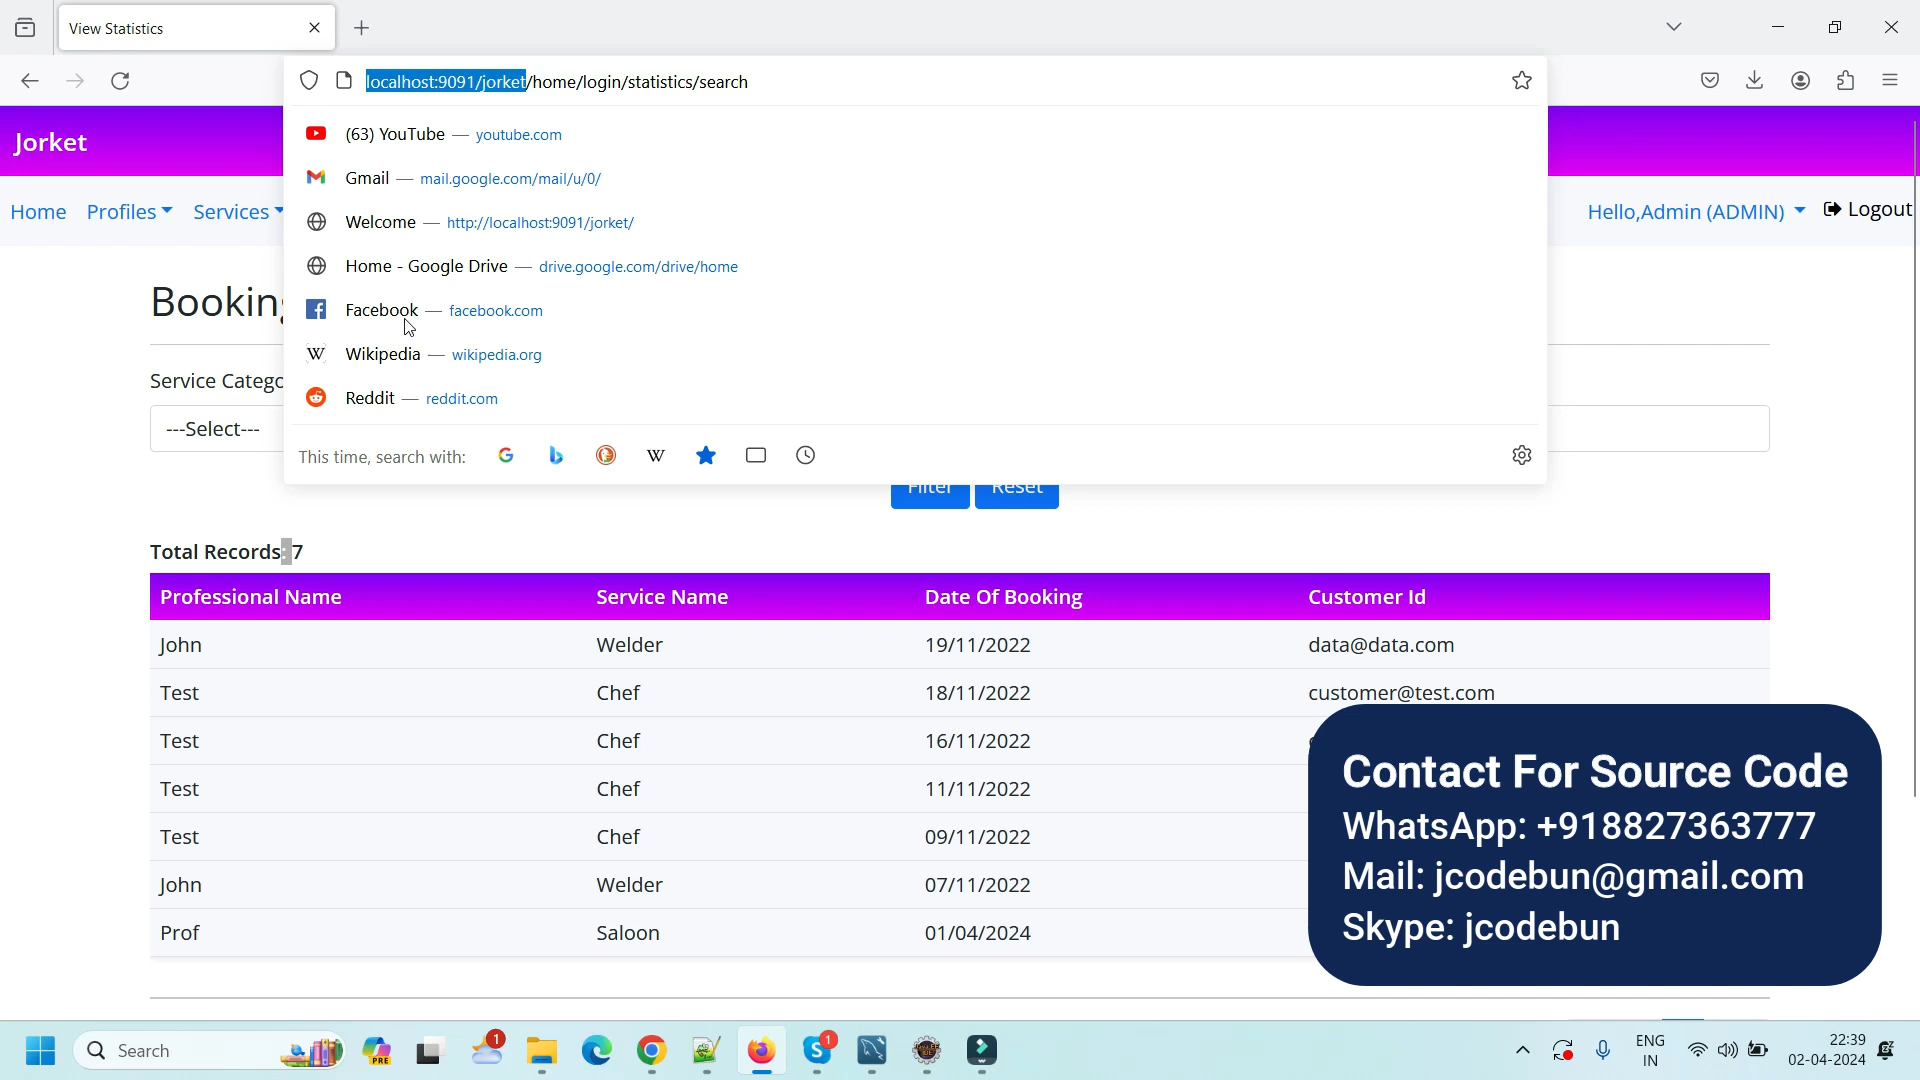 View Statistics
localhost:9091/jorket/home/login/statistics/search
(63) YouTube — youtube.com
Jorket
Gmail — mail.google.com/mail/u/0/
Home Profiles Services
Welcome — http://localhost:9091/jorket/
Hello,Admin (ADMIN) Logout
Home - Google Drive — drive.google.com/drive/home
Facebook — facebook.com
Wikipedia — wikipedia.org
Reddit — reddit.com
---Select---
This time, search with:
Filter Reset
Total Records: 7
Professional Name Service Name Date Of Booking Customer Id
John Welder 19/11/2022 data@data.com
Test Chef 18/11/2022 customer@test.com
Test Chef 16/11/2022
Test Chef 11/11/2022
Test Chef 09/11/2022
John Welder 07/11/2022
Prof Saloon 01/04/2024
Contact For Source Code
WhatsApp: +918827363777
Mail: jcodebun@gmail.com
Skype: jcodebun
Search
PRE
1
1
ENG
IN
22:39
02-04-2024